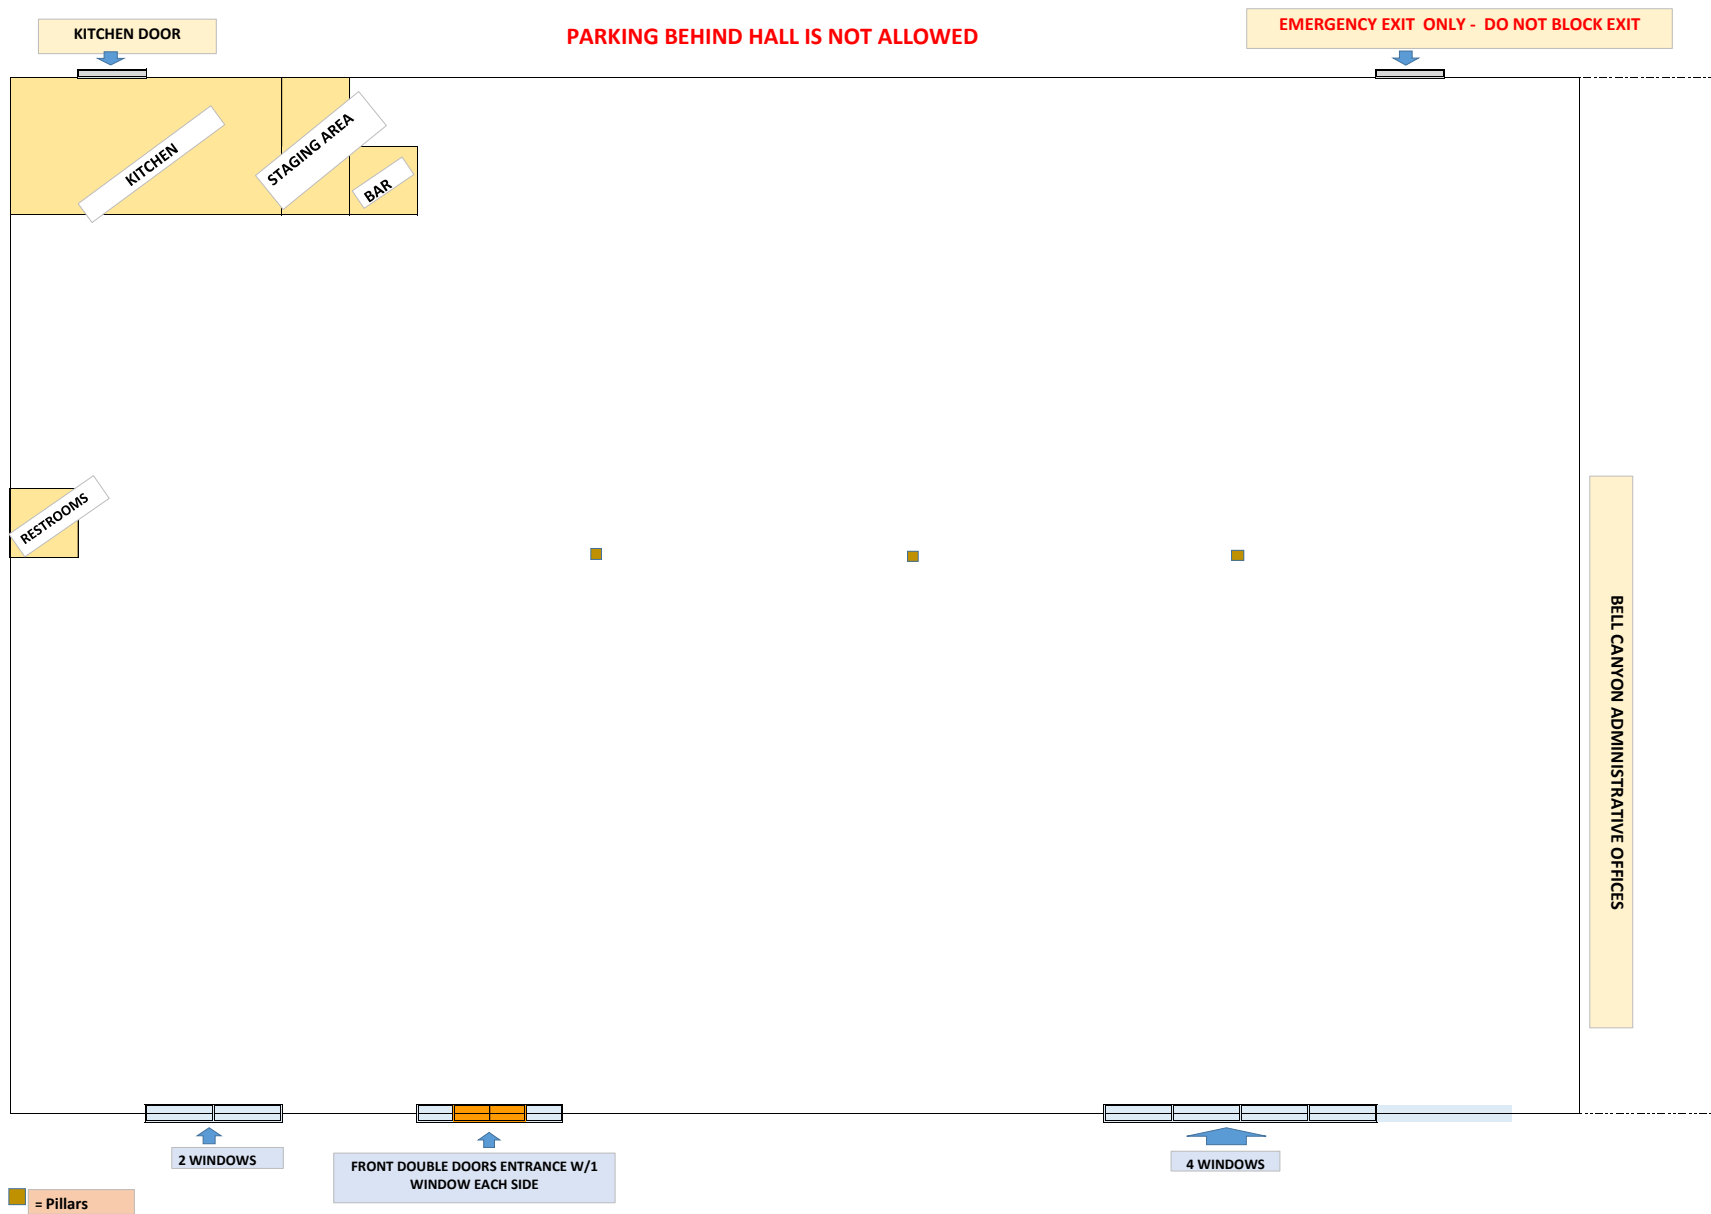 KITCHEN DOOR
PARKING BEHIND HALL IS NOT ALLOWED
EMERGENCY EXIT ONLY - DO NOT BLOCK EXIT
KITCHEN
STAGING AREA
BAR
RESTROOMS
BELL CANYON ADMINISTRATIVE OFFICES
2 WINDOWS
FRONT DOUBLE DOORS ENTRANCE W/1
WINDOW EACH SIDE
4 WINDOWS
= Pillars